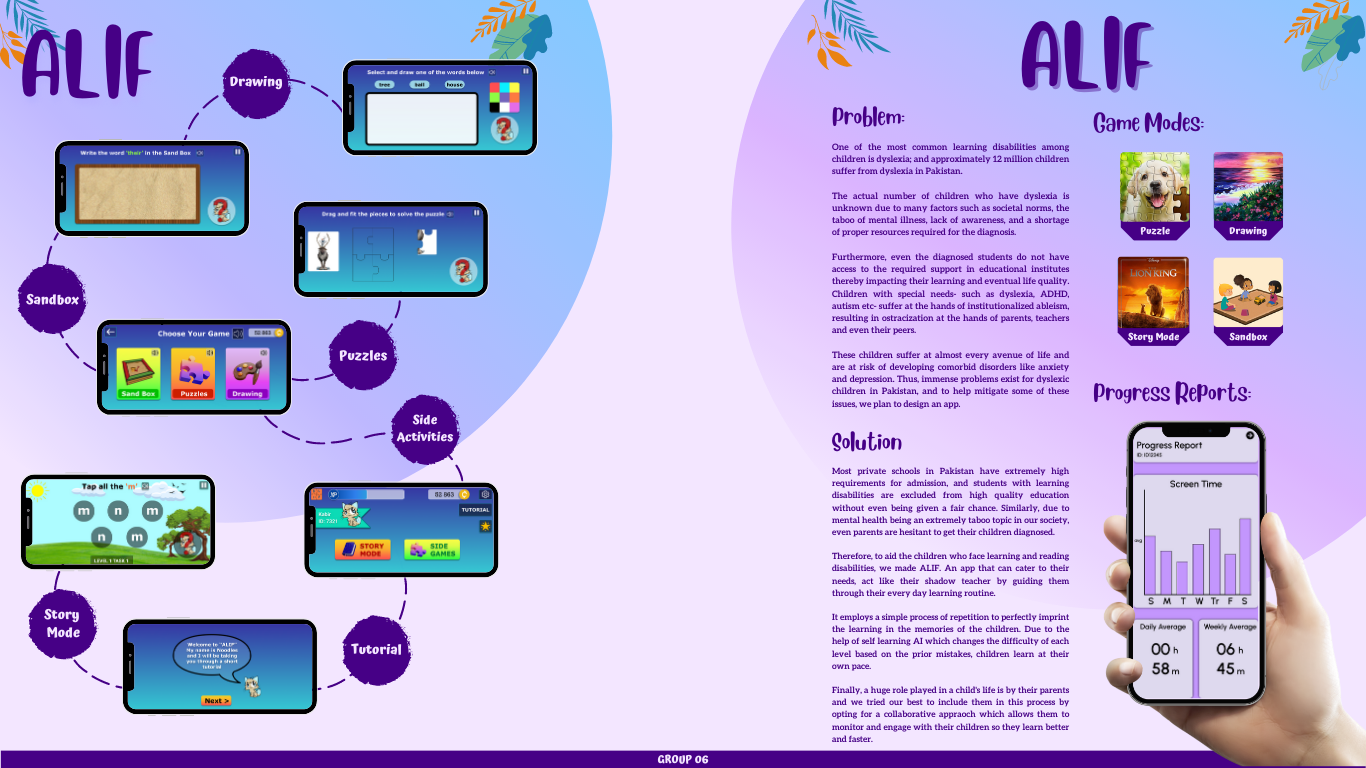 ALIF
Drawing
Select and draw one of the words below
tree ball house
Write the word 'their' in the Sand Box
Drag and fit the pieces to solve the puzzle
Sandbox
Choose Your Game
52 963
Sand Box Puzzles Drawing
Puzzles
Side
Activities
Tap all the 'm'
m n m
n m
LEVEL 1 TASK 1
XP
52 963
Kabir
ID: 7321
TUTORIAL
STORY
MODE
SIDE
GAMES
Story
Mode
Welcome to "ALIF"
My name is Noodles
and I will be taking
you through a short
tutorial
Next >
Tutorial
ALIF
Problem:
One of the most common learning disabilities among
children is dyslexia; and approximately 12 million children
suffer from dyslexia in Pakistan.
The actual number of children who have dyslexia is
unknown due to many factors such as societal norms, the
taboo of mental illness, lack of awareness, and a shortage
of proper resources required for the diagnosis.
Furthermore, even the diagnosed students do not have
access to the required support in educational institutes
thereby impacting their learning and eventual life quality.
Children with special needs- such as dyslexia, ADHD,
autism etc- suffer at the hands of institutionalized ableism,
resulting in ostracization at the hands of parents, teachers
and even their peers.
These children suffer at almost every avenue of life and
are at risk of developing comorbid disorders like anxiety
and depression. Thus, immense problems exist for dyslexic
children in Pakistan, and to help mitigate some of these
issues, we plan to design an app.
Solution
Most private schools in Pakistan have extremely high
requirements for admission, and students with learning
disabilities are excluded from high quality education
without even being given a fair chance. Similarly, due to
mental health being an extremely taboo topic in our society,
even parents are hesitant to get their children diagnosed.
Therefore, to aid the children who face learning and reading
disabilities, we made ALIF. An app that can cater to their
needs, act like their shadow teacher by guiding them
through their every day learning routine.
It employs a simple process of repetition to perfectly imprint
the learning in the memories of the children. Due to the
help of self learning AI which changes the difficulty of each
level based on the prior mistakes, children learn at their
own pace.
Finally, a huge role played in a child's life is by their parents
and we tried our best to include them in this process by
opting for a collaborative appraoch which allows them to
monitor and engage with their children so they learn better
and faster.
Game Modes:
Puzzle
Drawing
Disney
THE LION KING
Story Mode
Sandbox
Progress Reports:
Progress Report
ID: ID12345
Screen Time
avg
S M T W Tr F S
Daily Average
00 h
58 m
Weekly Average
06 h
45 m
GROUP 06